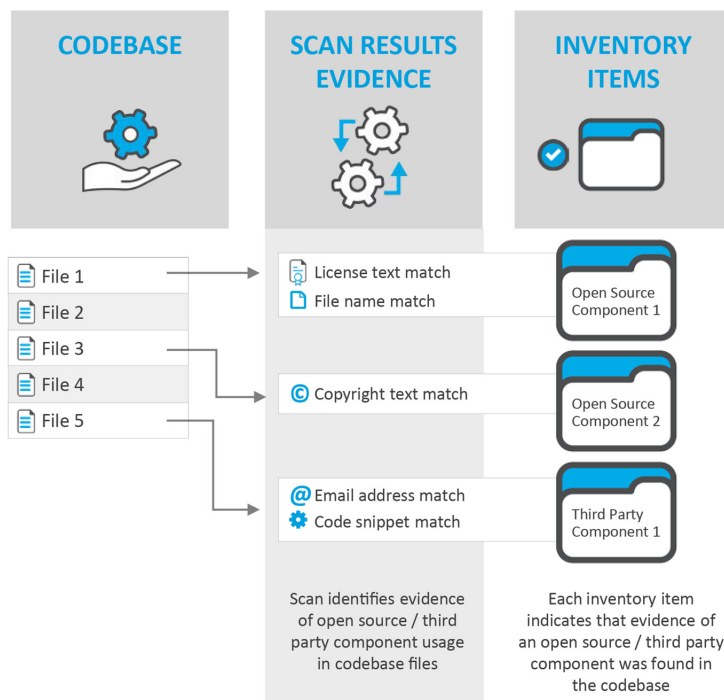 CODEBASE
SCAN RESULTS
EVIDENCE
INVENTORY
ITEMS
File 1
File 2
File 3
File 4
File 5
License text match
File name match
© Copyright text match
@ Email address match
Code snippet match
Open Source
Component 1
Open Source
Component 2
Third Party
Component 1
Scan identifies evidence
of open source / third
party component usage
in codebase files
Each inventory item
indicates that evidence of
an open source / third party
component was found in
the codebase